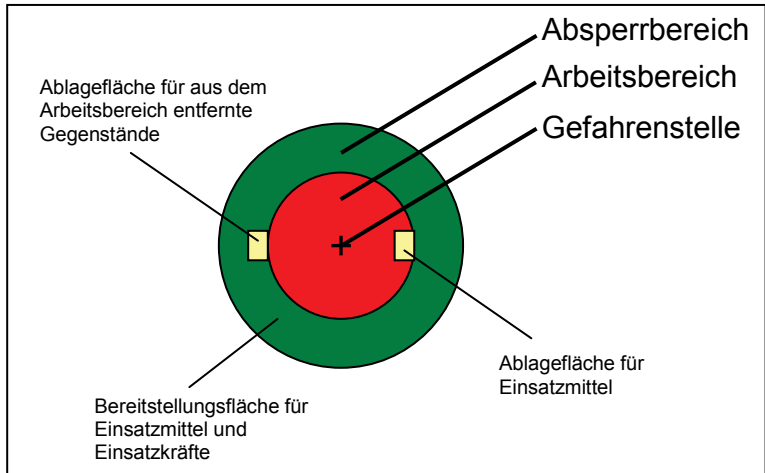 Absperrbereich
Arbeitsbereich
Gefahrenstelle
Ablagefläche für aus dem
Arbeitsbereich entfernte
Gegenstände
Ablagefläche für
Einsatzmittel
Bereitstellungsfläche für
Einsatzmittel und
Einsatzkräfte